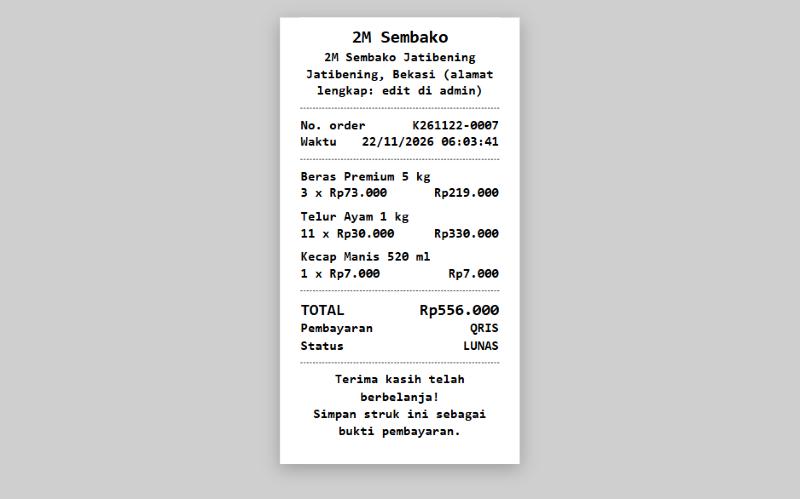 2M Sembako
2M Sembako Jatibening
Jatibening, Bekasi (alamat
lengkap: edit di admin)
No. order K261122-0007
Waktu 22/11/2026 06:03:41
Beras Premium 5 kg
3 x Rp73.000 Rp219.000
Telur Ayam 1 kg
11 x Rp30.000 Rp330.000
Kecap Manis 520 ml
1 x Rp7.000 Rp7.000
TOTAL Rp556.000
Pembayaran QRIS
Status LUNAS
Terima kasih telah
berbelanja!
Simpan struk ini sebagai
bukti pembayaran.